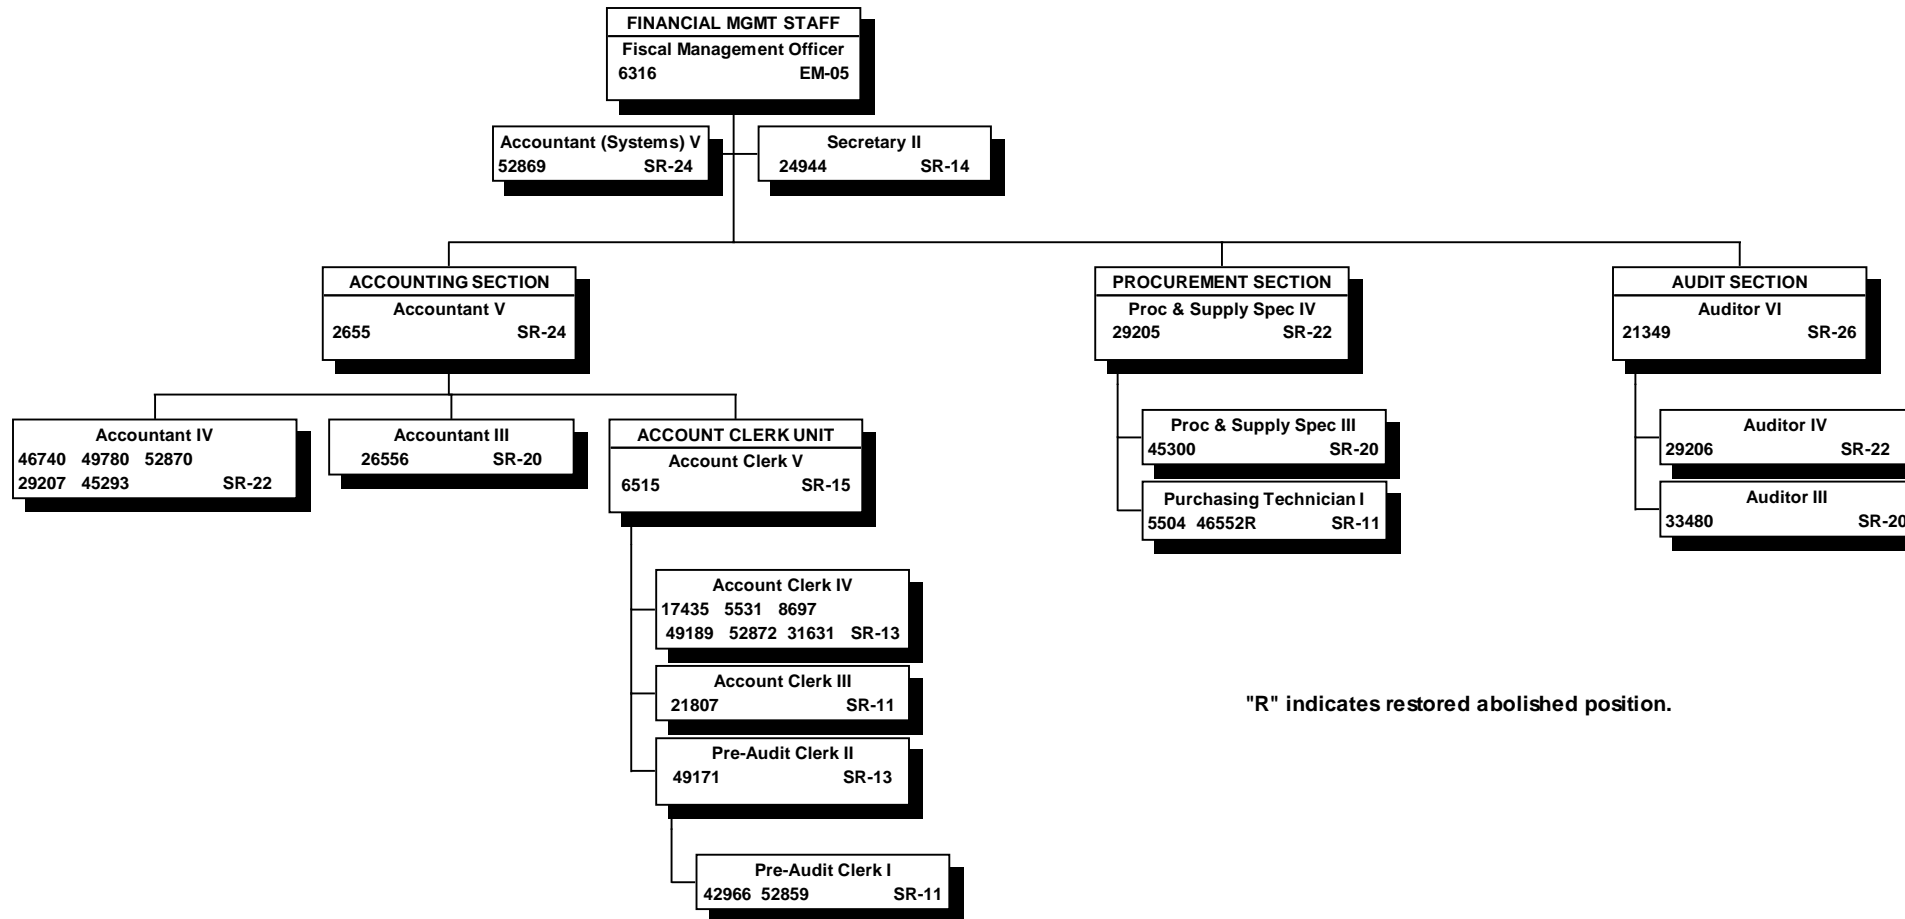 FINANCIAL MGMT STAFF
Fiscal Management Officer
6316 EM-05
Accountant (Systems) V
52869 SR-24
Secretary II
24944 SR-14
ACCOUNTING SECTION
Accountant V
2655 SR-24
PROCUREMENT SECTION
Proc & Supply Spec IV
29205 SR-22
AUDIT SECTION
Auditor VI
21349 SR-26
Accountant IV
46740 49780 52870
29207 45293 SR-22
Accountant III
26556 SR-20
ACCOUNT CLERK UNIT
Account Clerk V
6515 SR-15
Proc & Supply Spec III
45300 SR-20
Purchasing Technician I
5504 46552R SR-11
Auditor IV
29206 SR-22
Auditor III
33480 SR-20
Account Clerk IV
17435 5531 8697
49189 52872 31631 SR-13
Account Clerk III
21807 SR-11
Pre-Audit Clerk II
49171 SR-13
Pre-Audit Clerk I
42966 52859 SR-11
"R" indicates restored abolished position.